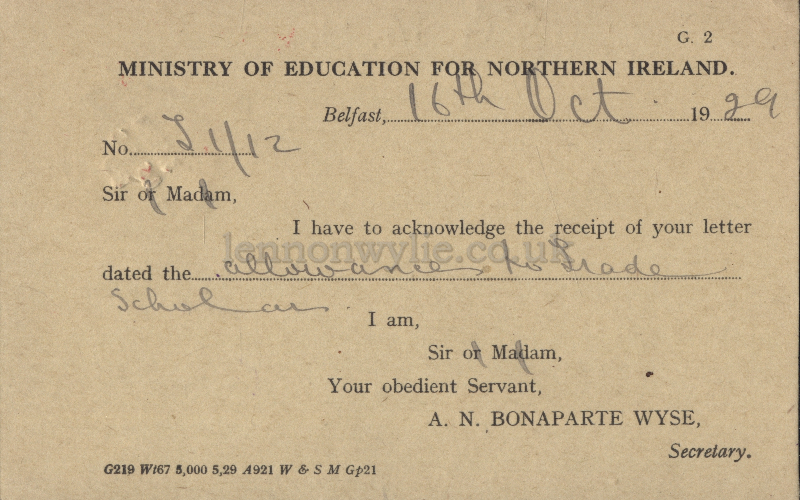 G. 2
MINISTRY OF EDUCATION FOR NORTHERN IRELAND.
Belfast, 16th Oct 1929
No. T 1/12
Sir or Madam,
I have to acknowledge the receipt of your letter
lennonwylie.co.uk
dated the allowances to Trade
Scholars
I am,
Sir or Madam,
Your obedient Servant,
A. N. BONAPARTE WYSE,
Secretary.
G219 Wt67 5,000 5,29 A921 W & S M Gp21